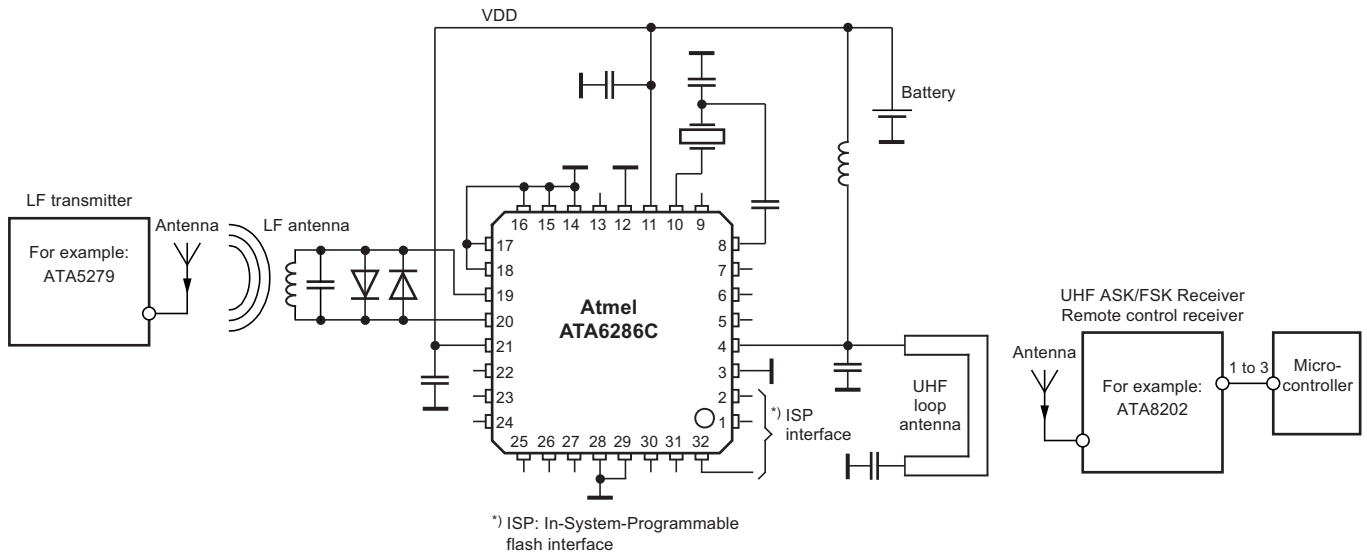 VDD
Battery
LF transmitter
Antenna
LF antenna
For example:
ATA5279
16 15 14 13 12 11 10 9
17
18
19
20
21
22
23
24
8
7
6
5
4
3
2
1
25 26 27 28 29 30 31 32
Atmel
ATA6286C
*) ISP
interface
UHF
loop
antenna
UHF ASK/FSK Receiver
Remote control receiver
Antenna
For example:
ATA8202
1 to 3
Micro-
controller
*) ISP: In-System-Programmable
flash interface